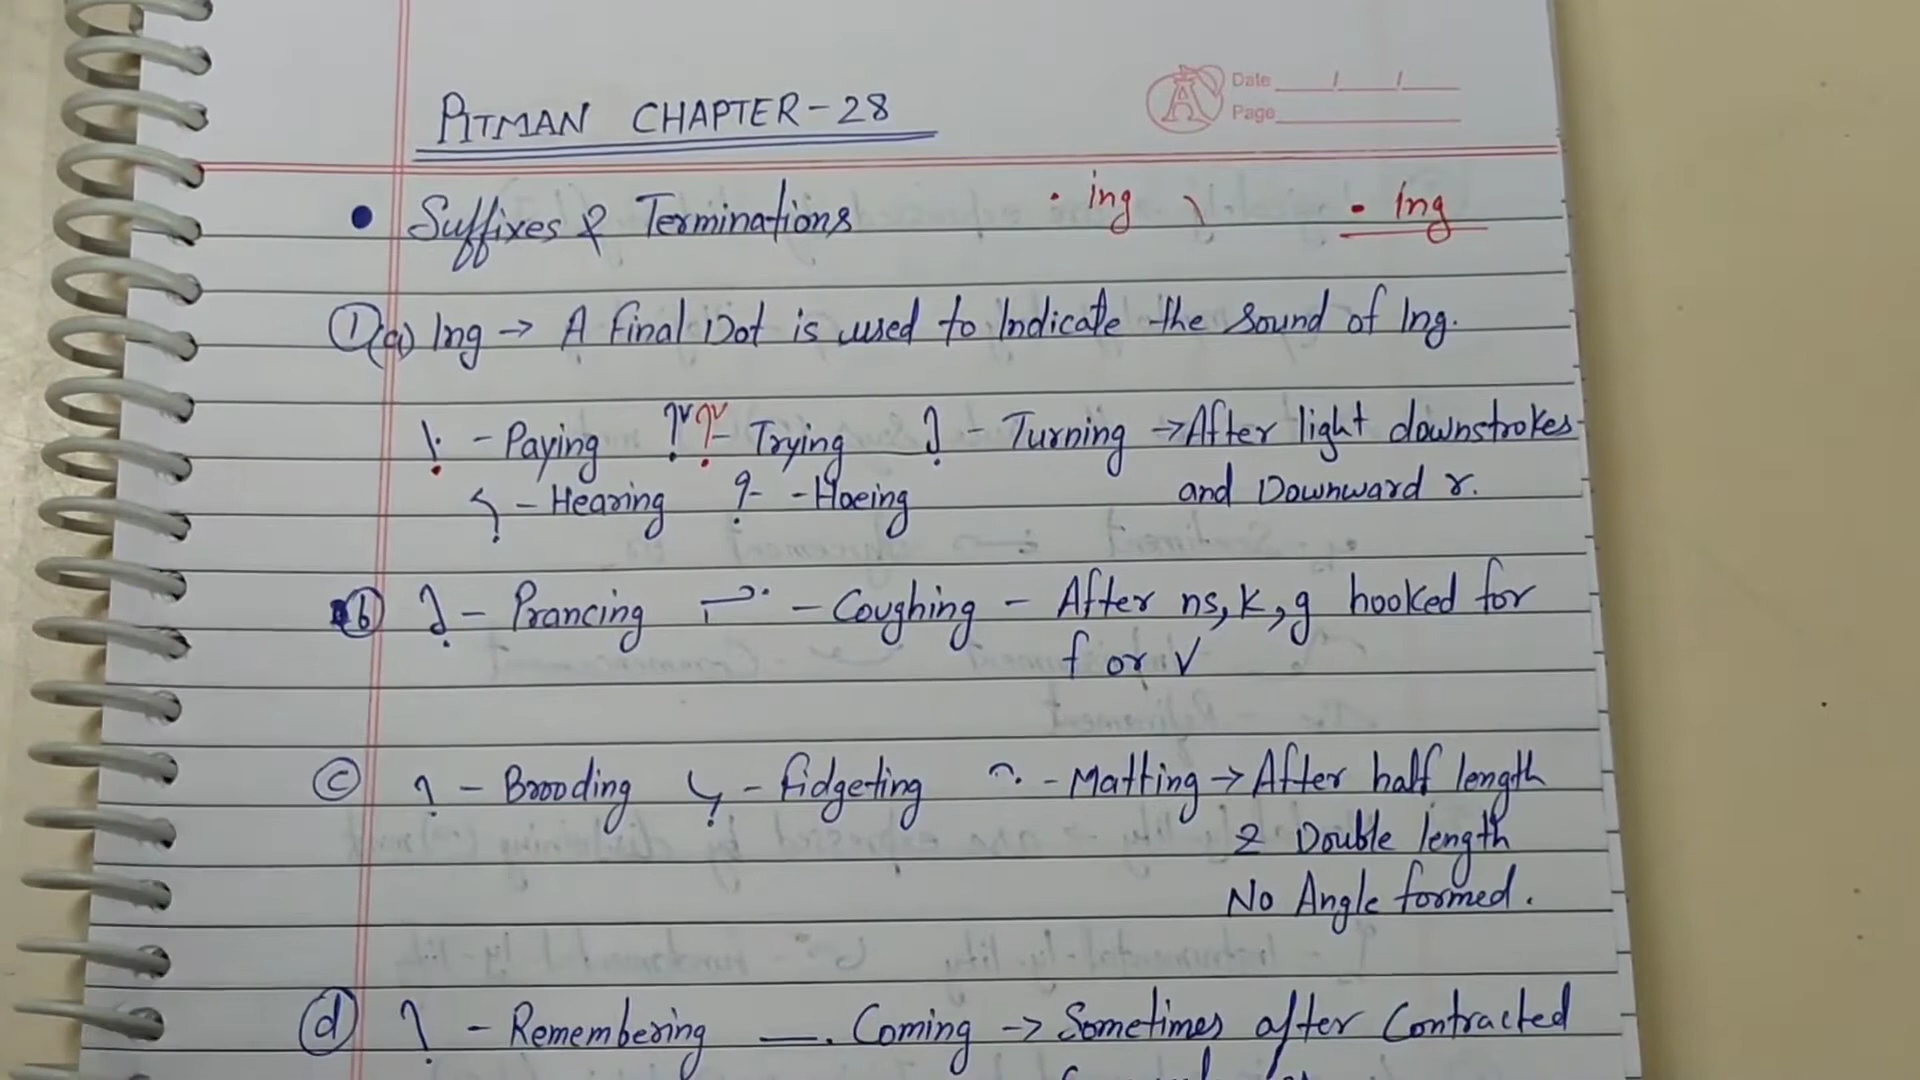 PITMAN CHAPTER-28
Date / /
Page
• Suffixes & Terminations • ing • Ing
1 (a) Ing → A final Dot is used to Indicate the Sound of Ing.
- Paying - Trying - Turning → After light downstrokes
- Hearing - Hoeing and Downward r.
b - Prancing - Coughing - After ns, k, g hooked for
f or v
c - Brooding - fidgeting - Matting → After half length
& Double length
No Angle formed.
d - Remembering Coming → Sometimes after Contracted